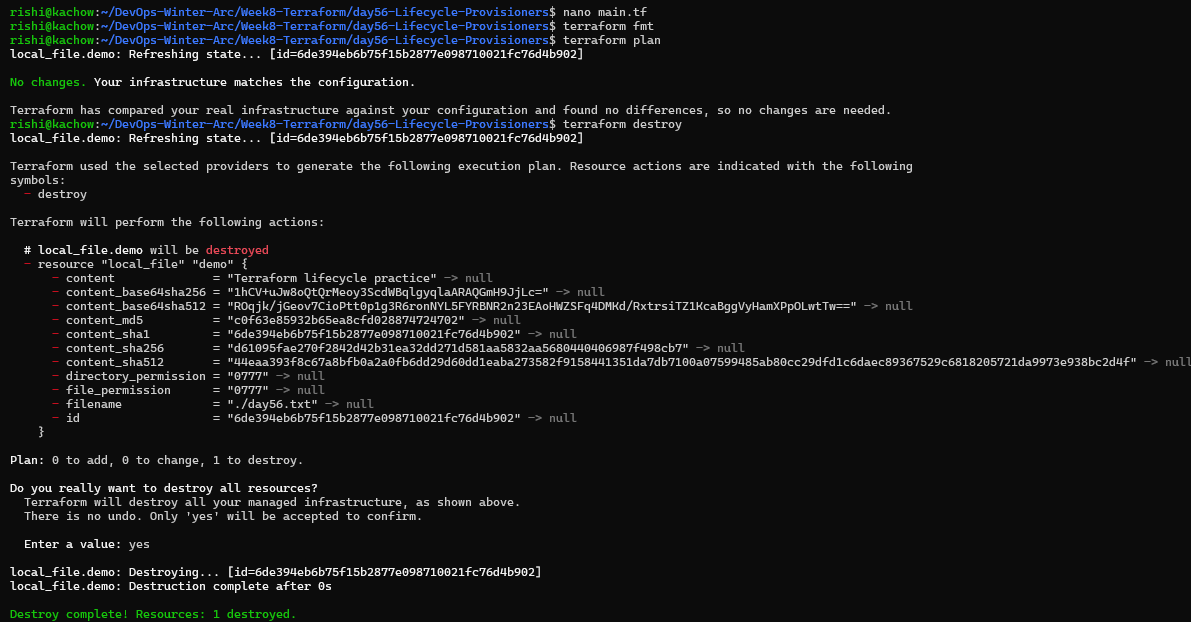 rishi@kachow:~/DevOps-Winter-Arc/Week8-Terraform/day56-Lifecycle-Provisioners$ nano main.tf
rishi@kachow:~/DevOps-Winter-Arc/Week8-Terraform/day56-Lifecycle-Provisioners$ terraform fmt
rishi@kachow:~/DevOps-Winter-Arc/Week8-Terraform/day56-Lifecycle-Provisioners$ terraform plan
local_file.demo: Refreshing state... [id=6de394eb6b75f15b2877e098710021fc76d4b902]
No changes. Your infrastructure matches the configuration.
Terraform has compared your real infrastructure against your configuration and found no differences, so no changes are needed.
rishi@kachow:~/DevOps-Winter-Arc/Week8-Terraform/day56-Lifecycle-Provisioners$ terraform destroy
local_file.demo: Refreshing state... [id=6de394eb6b75f15b2877e098710021fc76d4b902]
Terraform used the selected providers to generate the following execution plan. Resource actions are indicated with the following
symbols:
  - destroy
Terraform will perform the following actions:
  # local_file.demo will be destroyed
  - resource "local_file" "demo" {
      - content              = "Terraform lifecycle practice" -> null
      - content_base64sha256 = "1hCV+uJw8oQtQrMeoy3ScdWBqlgyqlaARAQGmH9JjLc=" -> null
      - content_base64sha512 = "ROqjk/jGeov7CioPtt0p1g3R6ronNYL5FYRBNR2n23EAoHWZSFq4DMKd/RxtrsiTZ1KcaBggVyHamXPpOLwtTw==" -> null
      - content_md5          = "c0f63e85932b65ea8cfd028874724702" -> null
      - content_sha1         = "6de394eb6b75f15b2877e098710021fc76d4b902" -> null
      - content_sha256       = "d61095fae270f2842d42b31ea32dd271d581aa5832aa5680440406987f498cb7" -> null
      - content_sha512       = "44eaa393f8c67a8bfb0a2a0fb6dd29d60dd1eaba273582f9158441351da7db7100a07599485ab80cc29dfd1c6daec89367529c6818205721da9973e938bc2d4f" -> null
      - directory_permission = "0777" -> null
      - file_permission      = "0777" -> null
      - filename             = "./day56.txt" -> null
      - id                   = "6de394eb6b75f15b2877e098710021fc76d4b902" -> null
    }
Plan: 0 to add, 0 to change, 1 to destroy.
Do you really want to destroy all resources?
  Terraform will destroy all your managed infrastructure, as shown above.
  There is no undo. Only 'yes' will be accepted to confirm.
  Enter a value: yes
local_file.demo: Destroying... [id=6de394eb6b75f15b2877e098710021fc76d4b902]
local_file.demo: Destruction complete after 0s
Destroy complete! Resources: 1 destroyed.